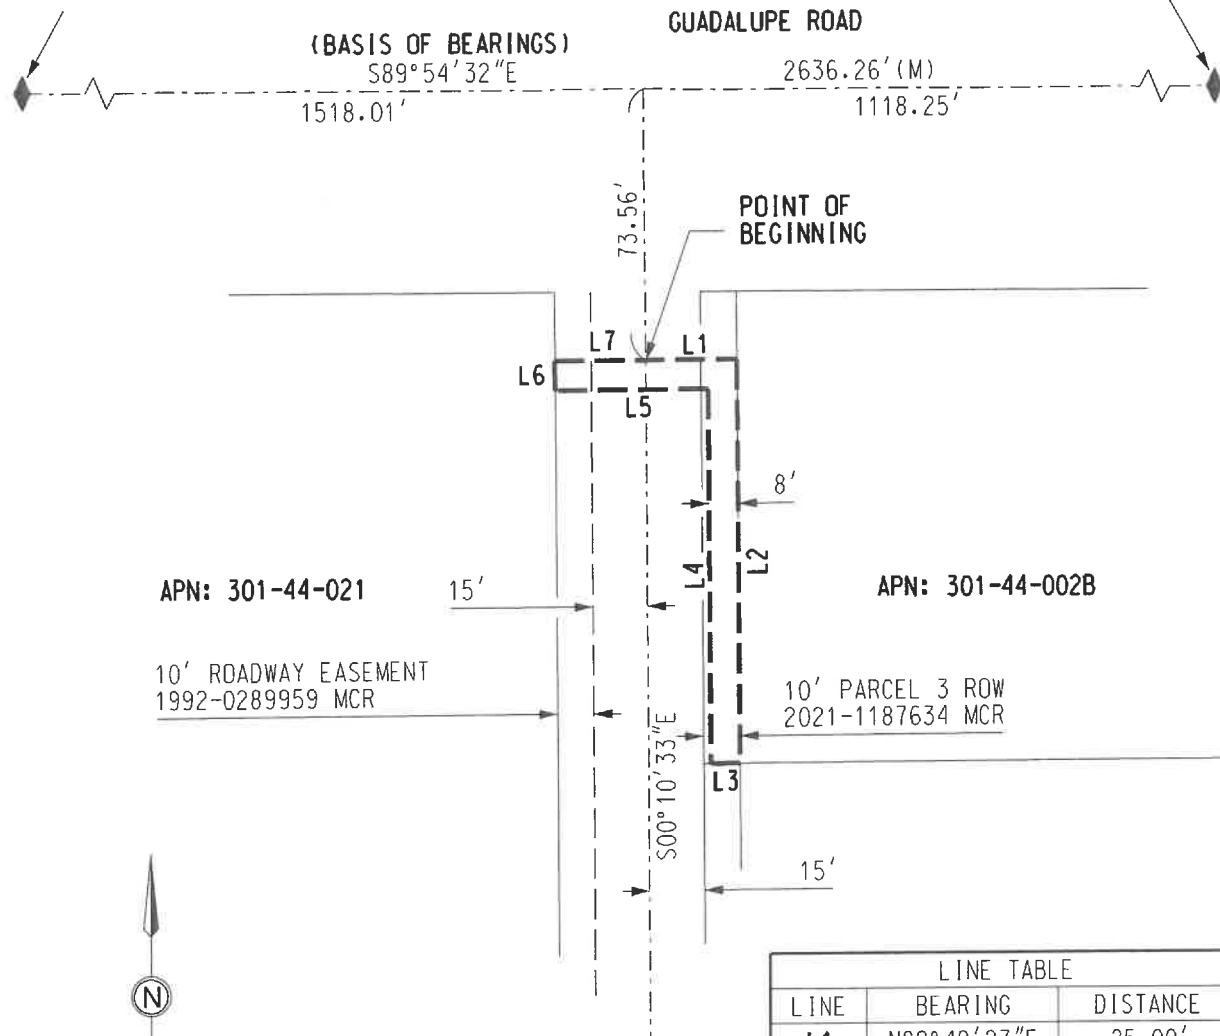 GUADALUPE ROAD
(BASIS OF BEARINGS)
S89°54'32"E
2636.26'(M)
1518.01'
1118.25'
73.56'
POINT OF
BEGINNING
L7
L1
L6
L5
8'
L4
L2
APN: 301-44-021
15'
APN: 301-44-002B
10' ROADWAY EASEMENT
1992-0289959 MCR
10' PARCEL 3 ROW
2021-1187634 MCR
S00°10'33"E
L3
15'
N
LINE TABLE
LINE BEARING DISTANCE
L1 25.00'